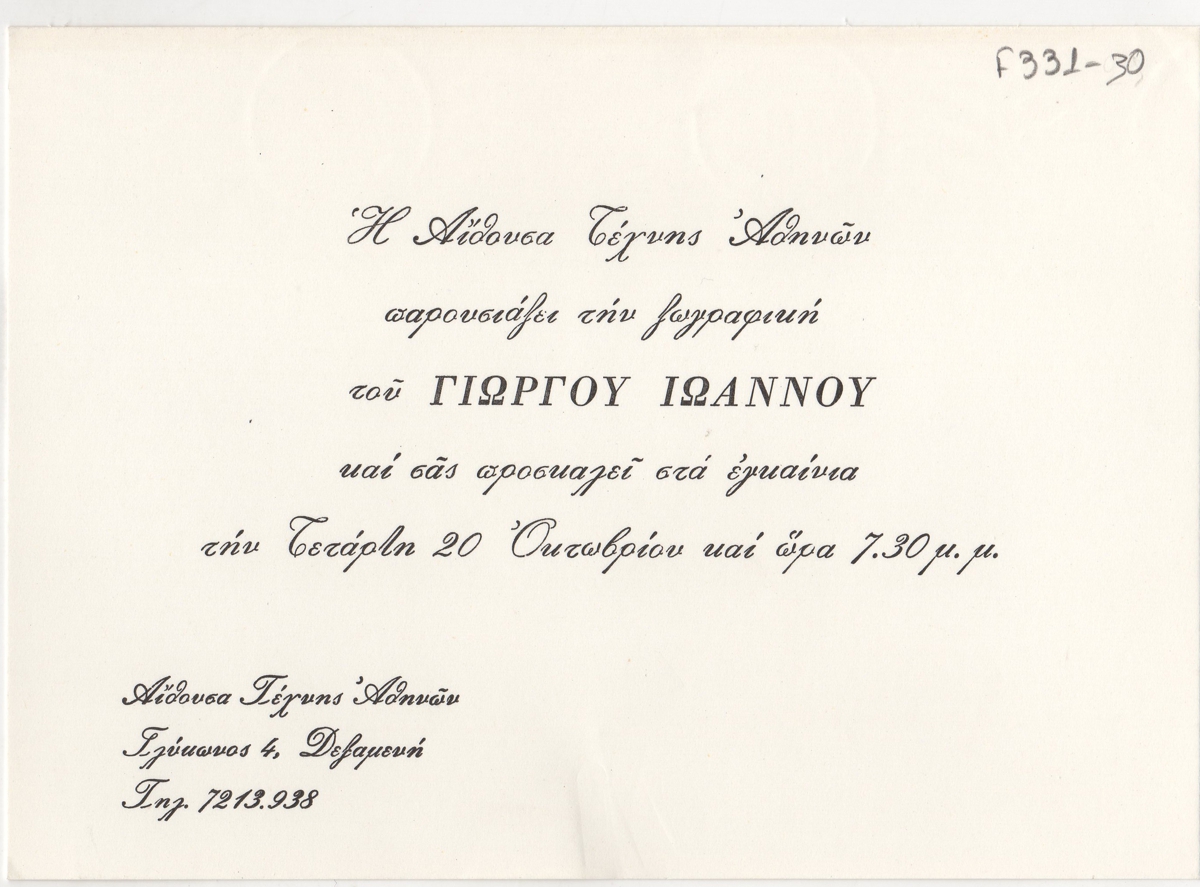 F331-30
Ἡ Αἴθουσα Τέχνης Ἀθηνῶν
παρουσιάζει τήν ζωγραφική
τοῦ ΓΙΩΡΓΟΥ ΙΩΑΝΝΟΥ
καί σᾶς προσκαλεῖ στά ἐγκαίνια
τήν Τετάρτη 20 Ὀκτωβρίου καί ὥρα 7.30 μ. μ.
Αἴθουσα Τέχνης Ἀθηνῶν
Γλύκωνος 4, Δεξαμενή
Τηλ. 7213.938